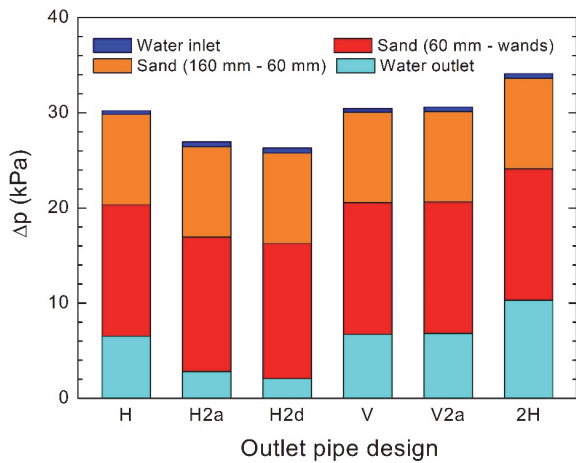 40
30
20
10
0
Δp (kPa)
Water inlet
Sand (60 mm - wands)
Sand (160 mm - 60 mm)
Water outlet
H
H2a
H2d
V
V2a
2H
Outlet pipe design